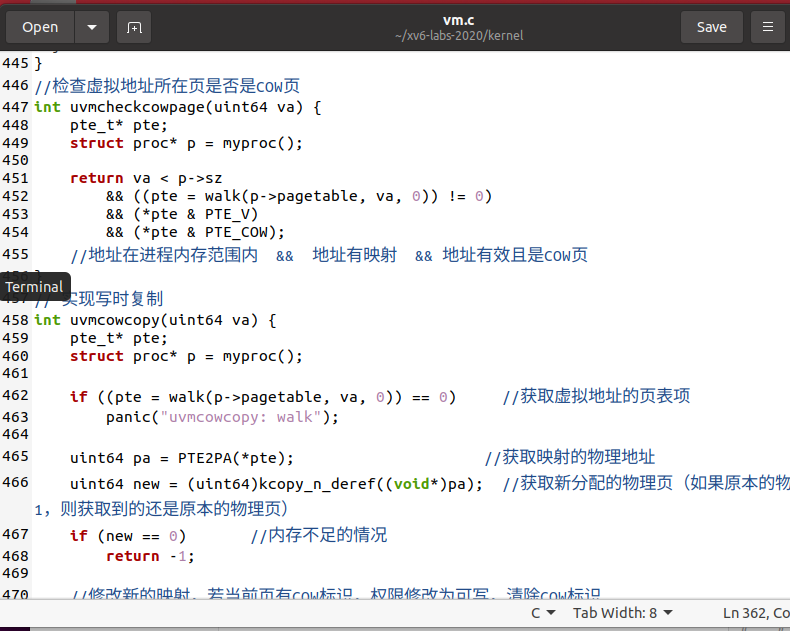 Open
vm.c
~/xv6-labs-2020/kernel
Save
445 }
446 //检查虚拟地址所在页是否是COW页
447 int uvmcheckcowpage(uint64 va) {
448     pte_t* pte;
449     struct proc* p = myproc();
450
451     return va < p->sz
452         && ((pte = walk(p->pagetable, va, 0)) != 0)
453         && (*pte & PTE_V)
454         && (*pte & PTE_COW);
455     //地址在进程内存范围内  &&  地址有映射  && 地址有效且是COW页
456 }
Terminal
457 // 实现写时复制
458 int uvmcowcopy(uint64 va) {
459     pte_t* pte;
460     struct proc* p = myproc();
461
462     if ((pte = walk(p->pagetable, va, 0)) == 0)     //获取虚拟地址的页表项
463         panic("uvmcowcopy: walk");
464
465     uint64 pa = PTE2PA(*pte);                     //获取映射的物理地址
466     uint64 new = (uint64)kcopy_n_deref((void*)pa);  //获取新分配的物理页（如果原本的物
1，则获取到的还是原本的物理页）
467     if (new == 0)       //内存不足的情况
468         return -1;
469
470     //修改新的映射，若当前页有COW标识，权限修改为可写，清除COW标识
C
Tab Width: 8
Ln 362, Co